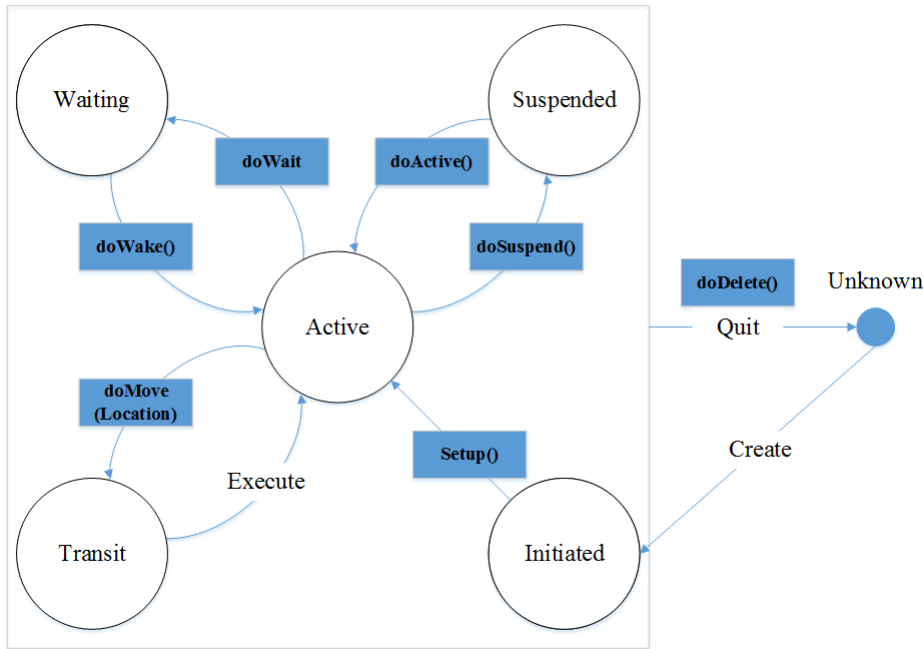 Waiting
Suspended
doWait
doActive()
doWake()
doSuspend()
doDelete()
Unknown
Active
Quit
doMove
(Location)
Setup()
Create
Execute
Transit
Initiated